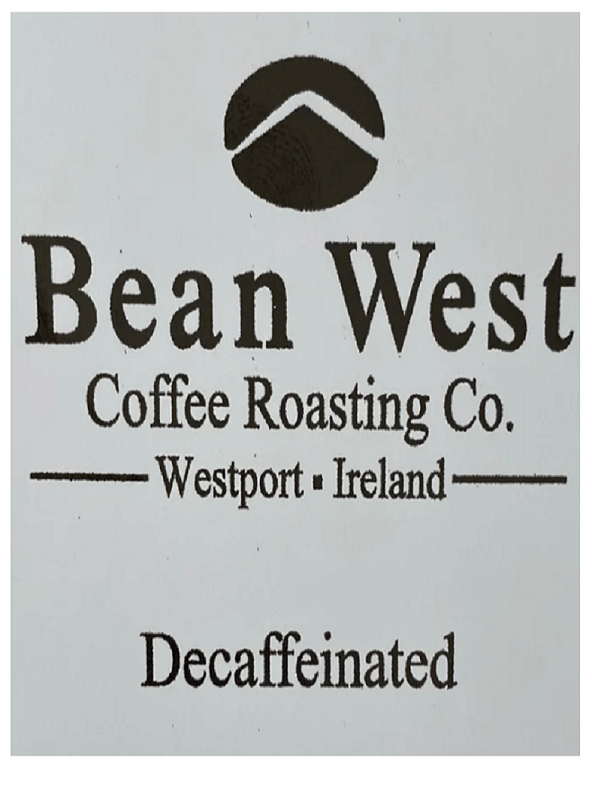 Bean West
Coffee Roasting Co.
Westport ▪ Ireland
Decaffeinated